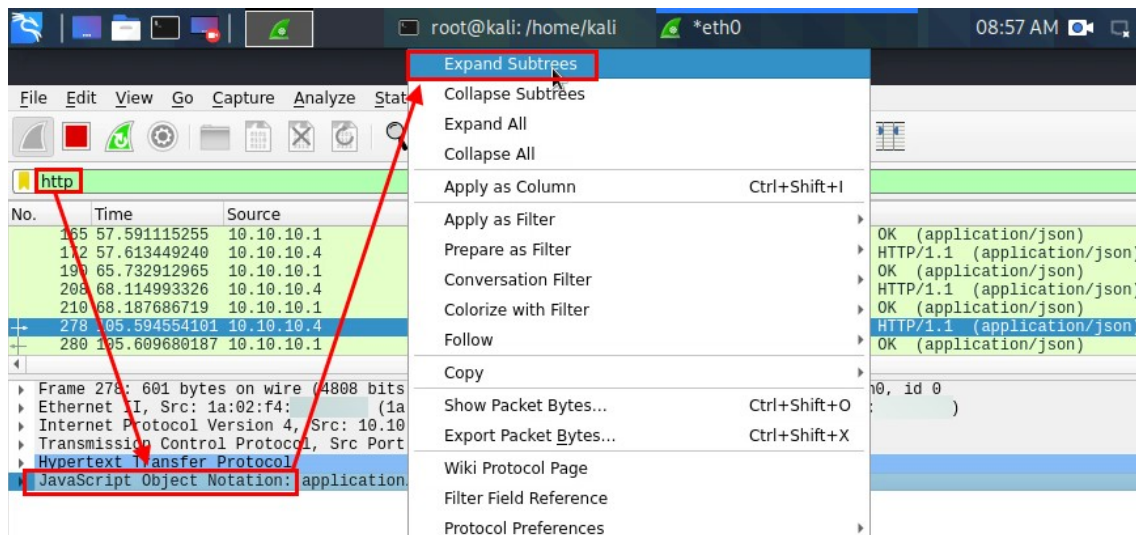 root@kali: /home/kali *eth0 08:57 AM
Expand Subtrees
Collapse Subtrees
File Edit View Go Capture Analyze Stat
Expand All
Collapse All
http
Apply as Column Ctrl+Shift+I
No. Time Source
Apply as Filter
165 57.591115255 10.10.10.1 OK (application/json)
172 57.613449240 10.10.10.4 HTTP/1.1 (application/json)
Prepare as Filter
190 65.732912965 10.10.10.1 OK (application/json)
Conversation Filter
208 68.114993326 10.10.10.4 HTTP/1.1 (application/json)
210 68.187686719 10.10.10.1 OK (application/json)
Colorize with Filter
278 105.594554101 10.10.10.4 HTTP/1.1 (application/json)
Follow
280 105.609680187 10.10.10.1 OK (application/json)
Copy
Frame 278: 601 bytes on wire (4808 bits h0, id 0
Ethernet II, Src: 1a:02:f4: (1a : )
Show Packet Bytes... Ctrl+Shift+O
Internet Protocol Version 4, Src: 10.10
Transmission Control Protocol, Src Port
Export Packet Bytes... Ctrl+Shift+X
Hypertext Transfer Protocol
Wiki Protocol Page
JavaScript Object Notation: application
Filter Field Reference
Protocol Preferences